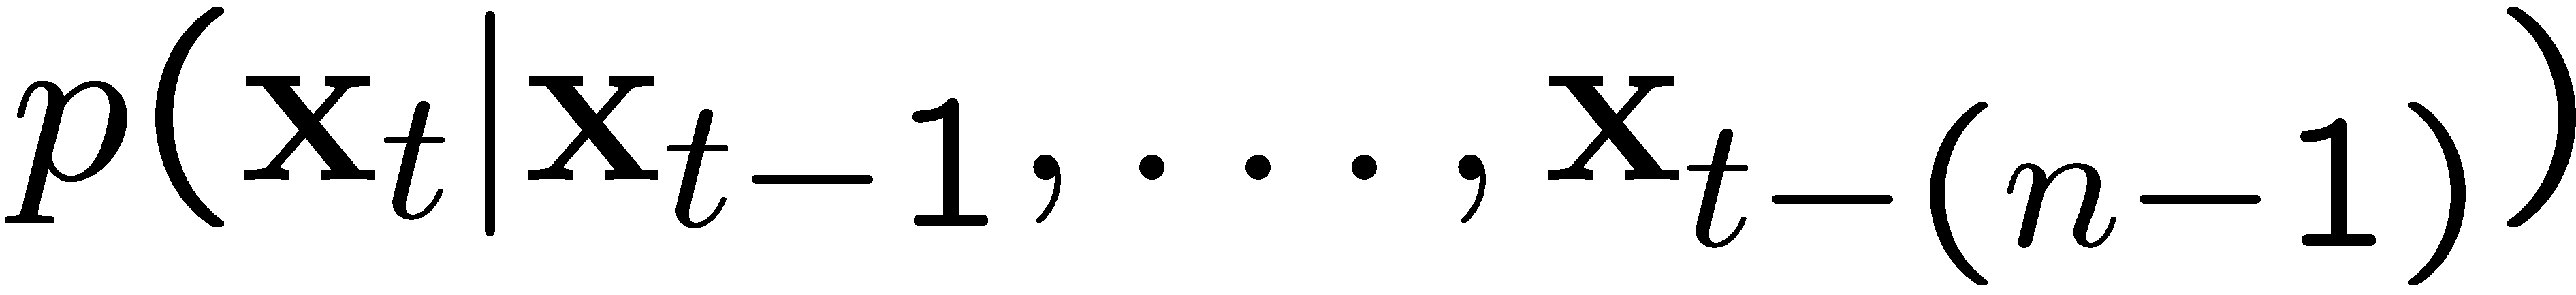 p(𝐱_t|𝐱_{t−1}, . . . , 𝐱_{t−(n−1)})